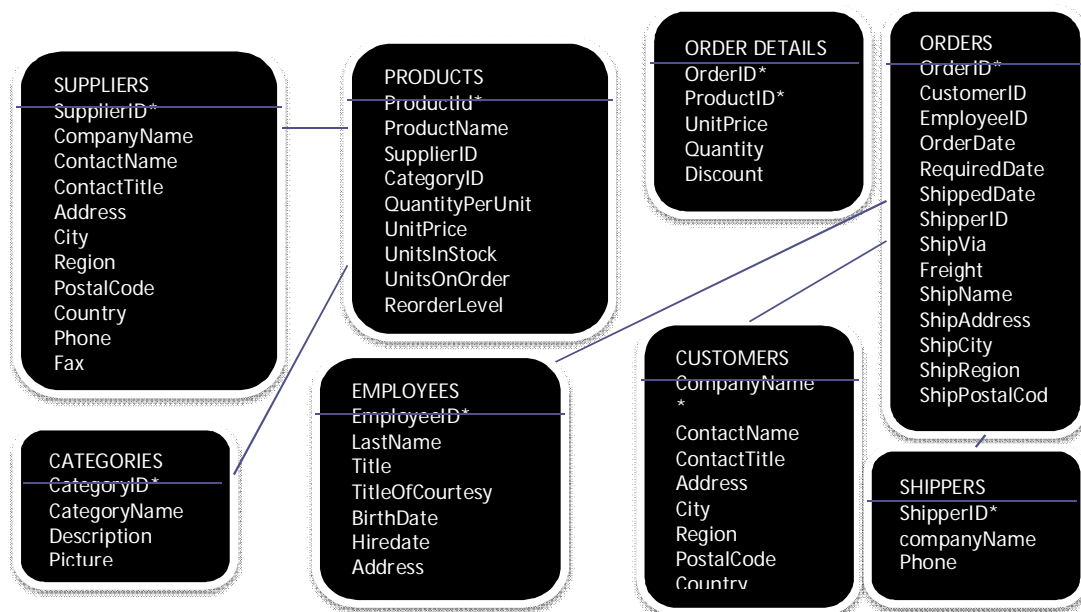 SUPPLIERS
SupplierID*
CompanyName
ContactName
ContactTitle
Address
City
Region
PostalCode
Country
Phone
Fax
PRODUCTS
ProductId*
ProductName
SupplierID
CategoryID
QuantityPerUnit
UnitPrice
UnitsInStock
UnitsOnOrder
ReorderLevel
ORDER DETAILS
OrderID*
ProductID*
UnitPrice
Quantity
Discount
ORDERS
OrderID*
CustomerID
EmployeeID
OrderDate
RequiredDate
ShippedDate
ShipperID
ShipVia
Freight
ShipName
ShipAddress
ShipCity
ShipRegion
ShipPostalCod
CATEGORIES
CategoryID*
CategoryName
Description
Picture
EMPLOYEES
EmployeeID*
LastName
Title
TitleOfCourtesy
BirthDate
Hiredate
Address
CUSTOMERS
CompanyName
*
ContactName
ContactTitle
Address
City
Region
PostalCode
Country
SHIPPERS
ShipperID*
companyName
Phone